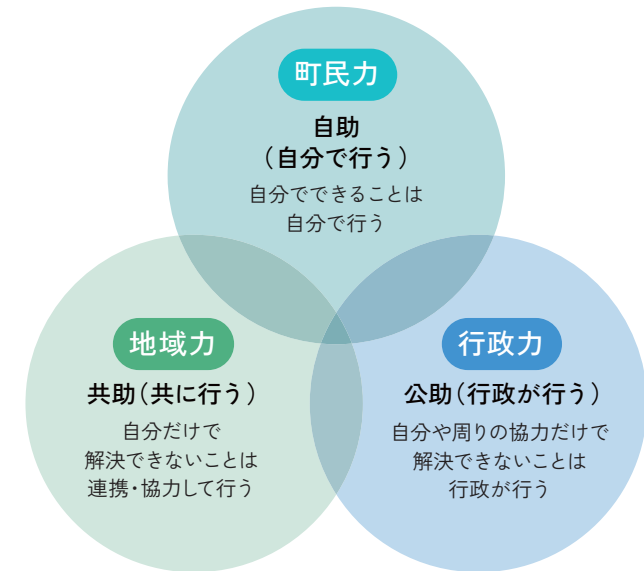 町民力
自助
（自分で行う）
自分でできることは
自分で行う
地域力
共助（共に行う）
自分だけで
解決できないことは
連携・協力して行う
行政力
公助（行政が行う）
自分や周りの協力だけで
解決できないことは
行政が行う